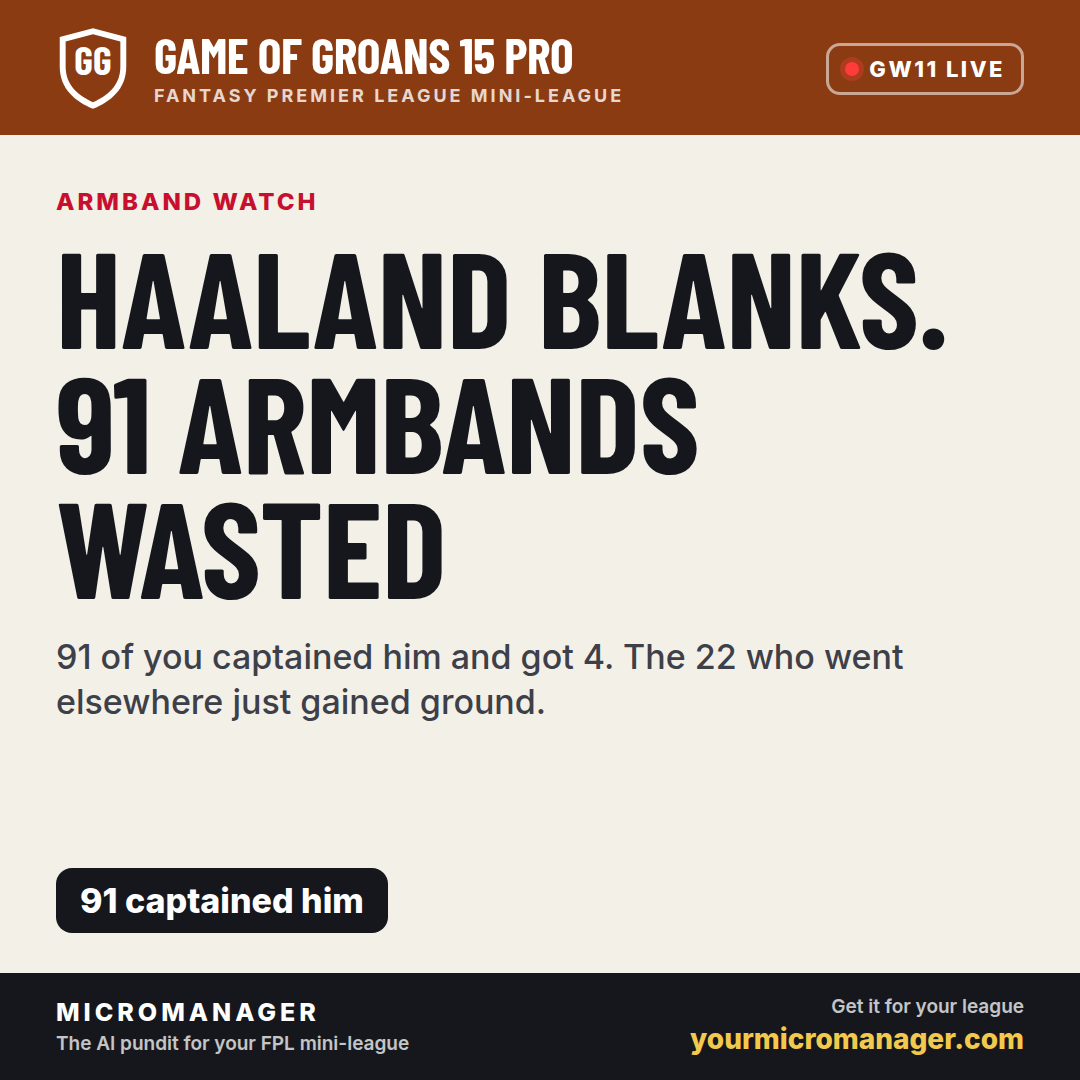 GG
GAME OF GROANS 15 PRO
FANTASY PREMIER LEAGUE MINI-LEAGUE
GW11 LIVE
ARMBAND WATCH
HAALAND BLANKS.
91 ARMBANDS
WASTED
91 of you captained him and got 4. The 22 who went
elsewhere just gained ground.
91 captained him
MICROMANAGER
The AI pundit for your FPL mini-league
Get it for your league
yourmicromanager.com